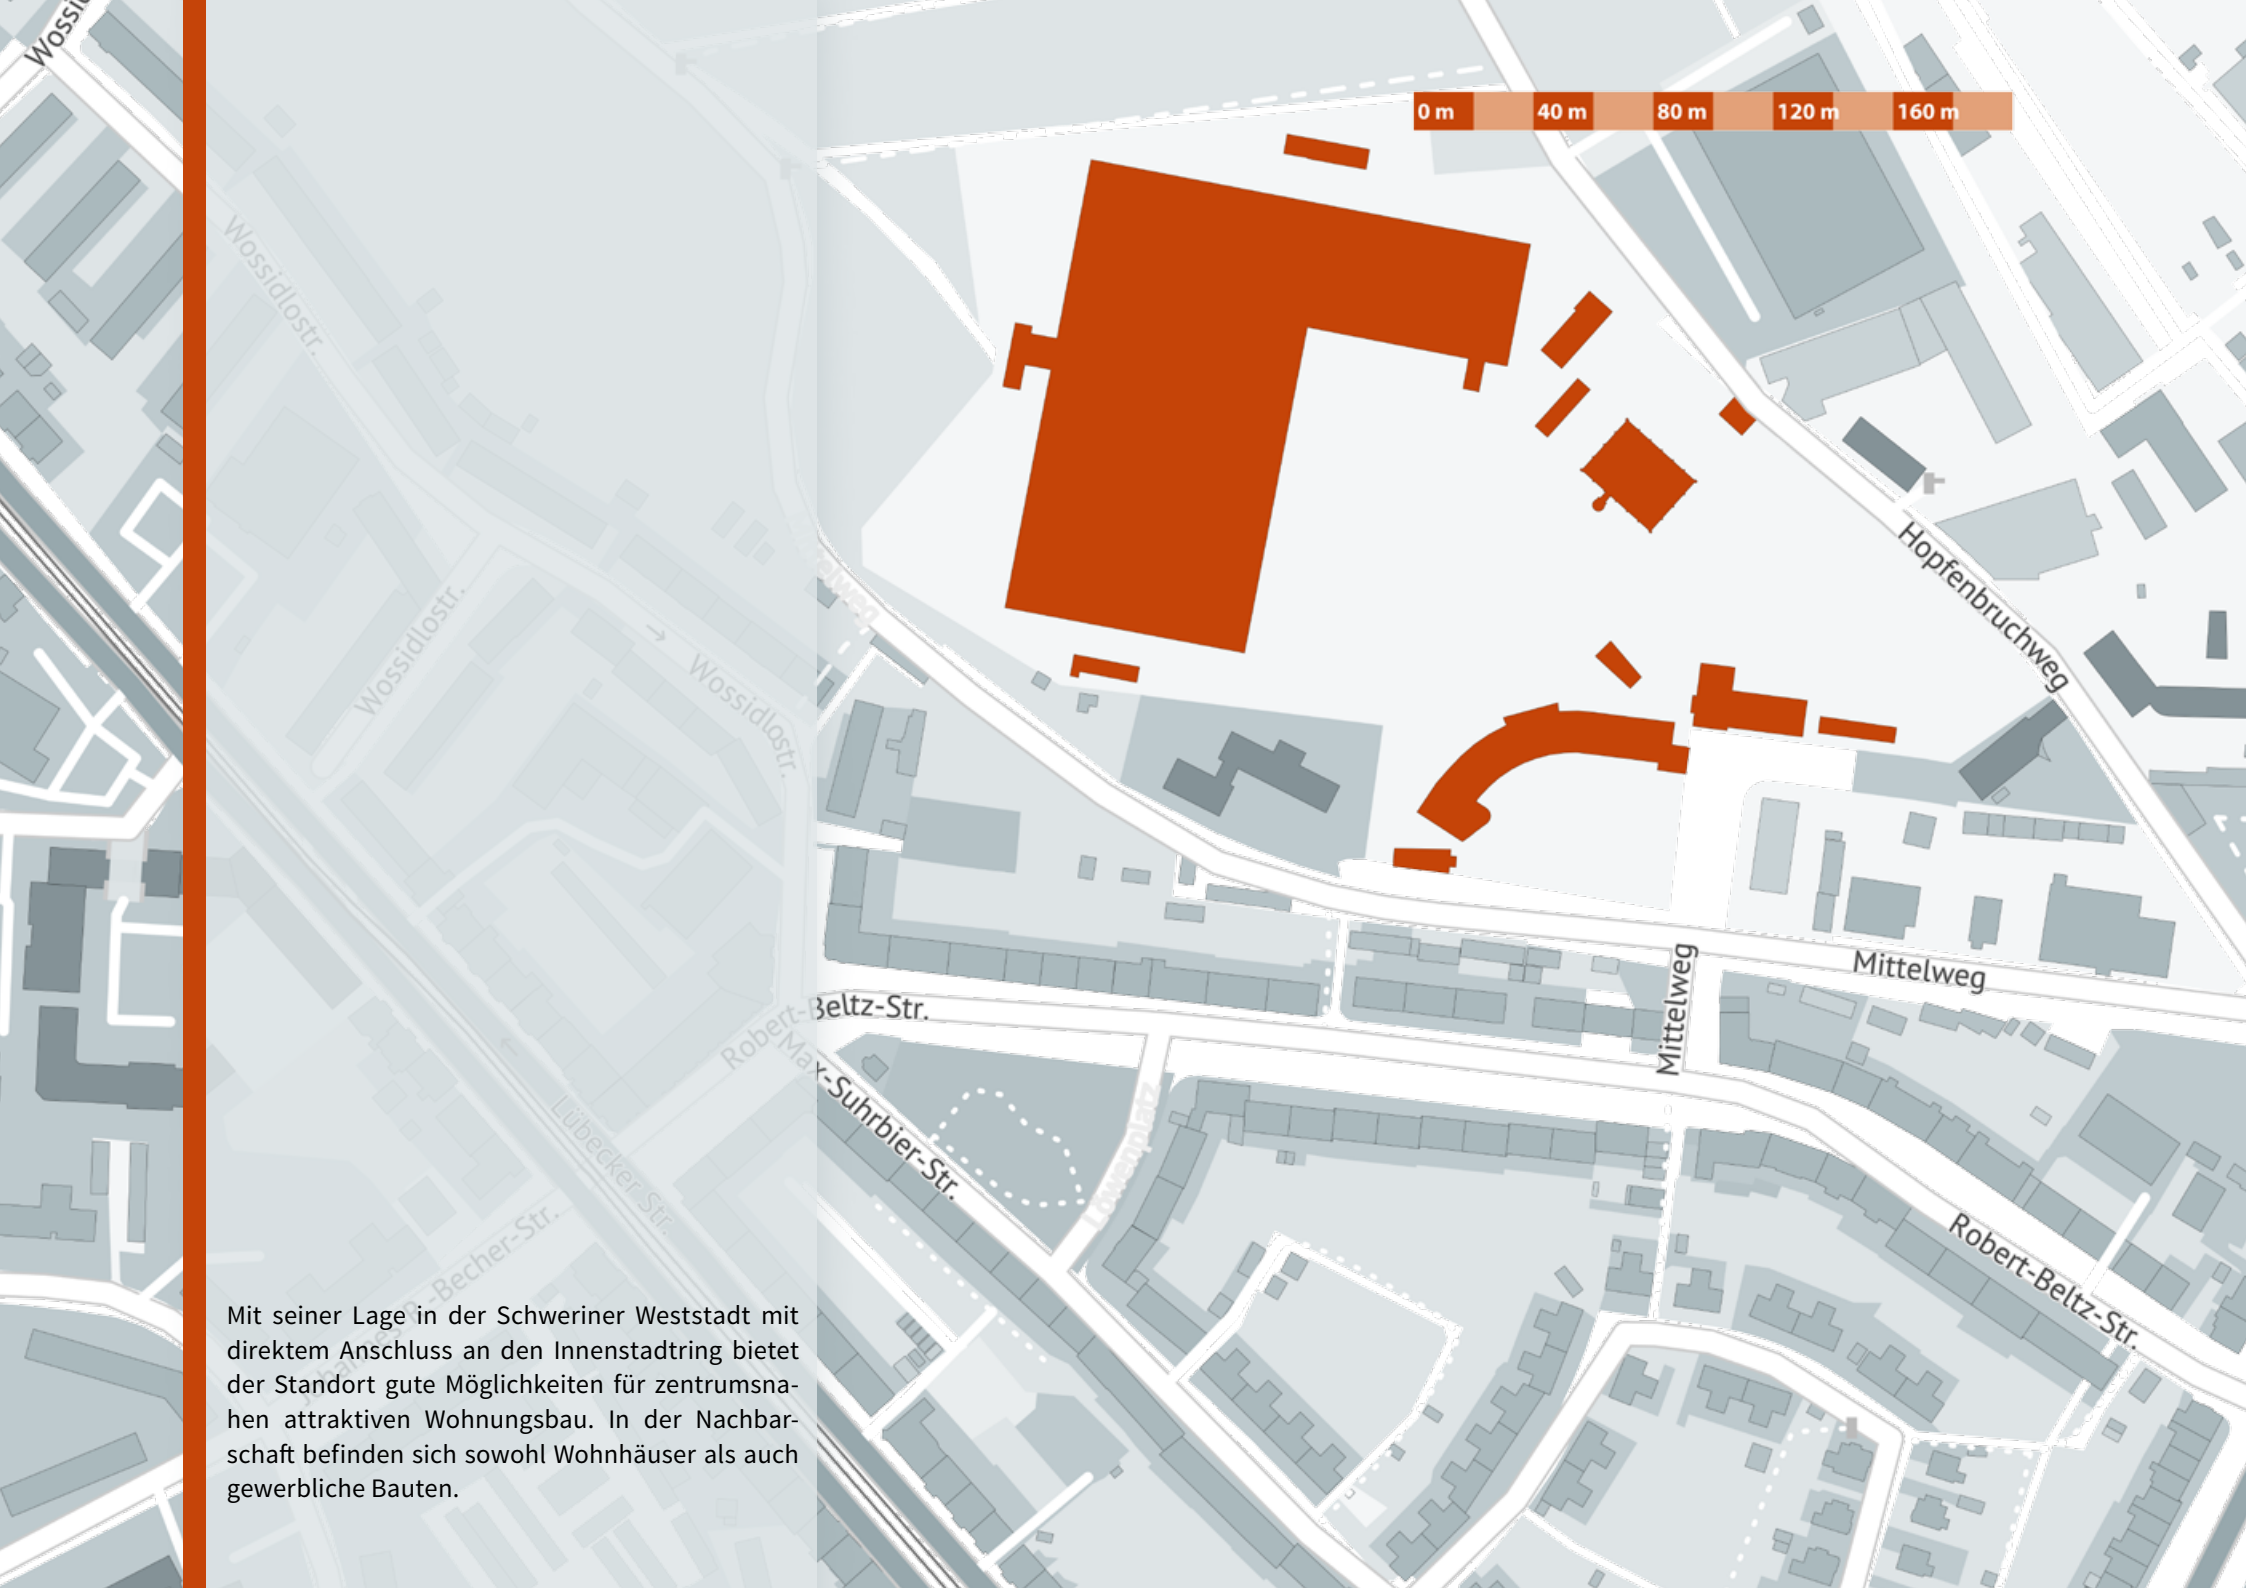 Wossidlostr.
0 m 40 m 80 m 120 m 160 m
Hopfenbruchweg
Wossidlostr.
Wossidlostr.
Mittelweg
Mittelweg
Robert-Beltz-Str.
Max-Suhrbier-Str.
Löwenplatz
Lübecker Str.
Johannes-R.-Becher-Str.
Robert-Beltz-Str.
Mit seiner Lage in der Schweriner Weststadt mit
direktem Anschluss an den Innenstadtring bietet
der Standort gute Möglichkeiten für zentrumsna-
hen attraktiven Wohnungsbau. In der Nachbar-
schaft befinden sich sowohl Wohnhäuser als auch
gewerbliche Bauten.